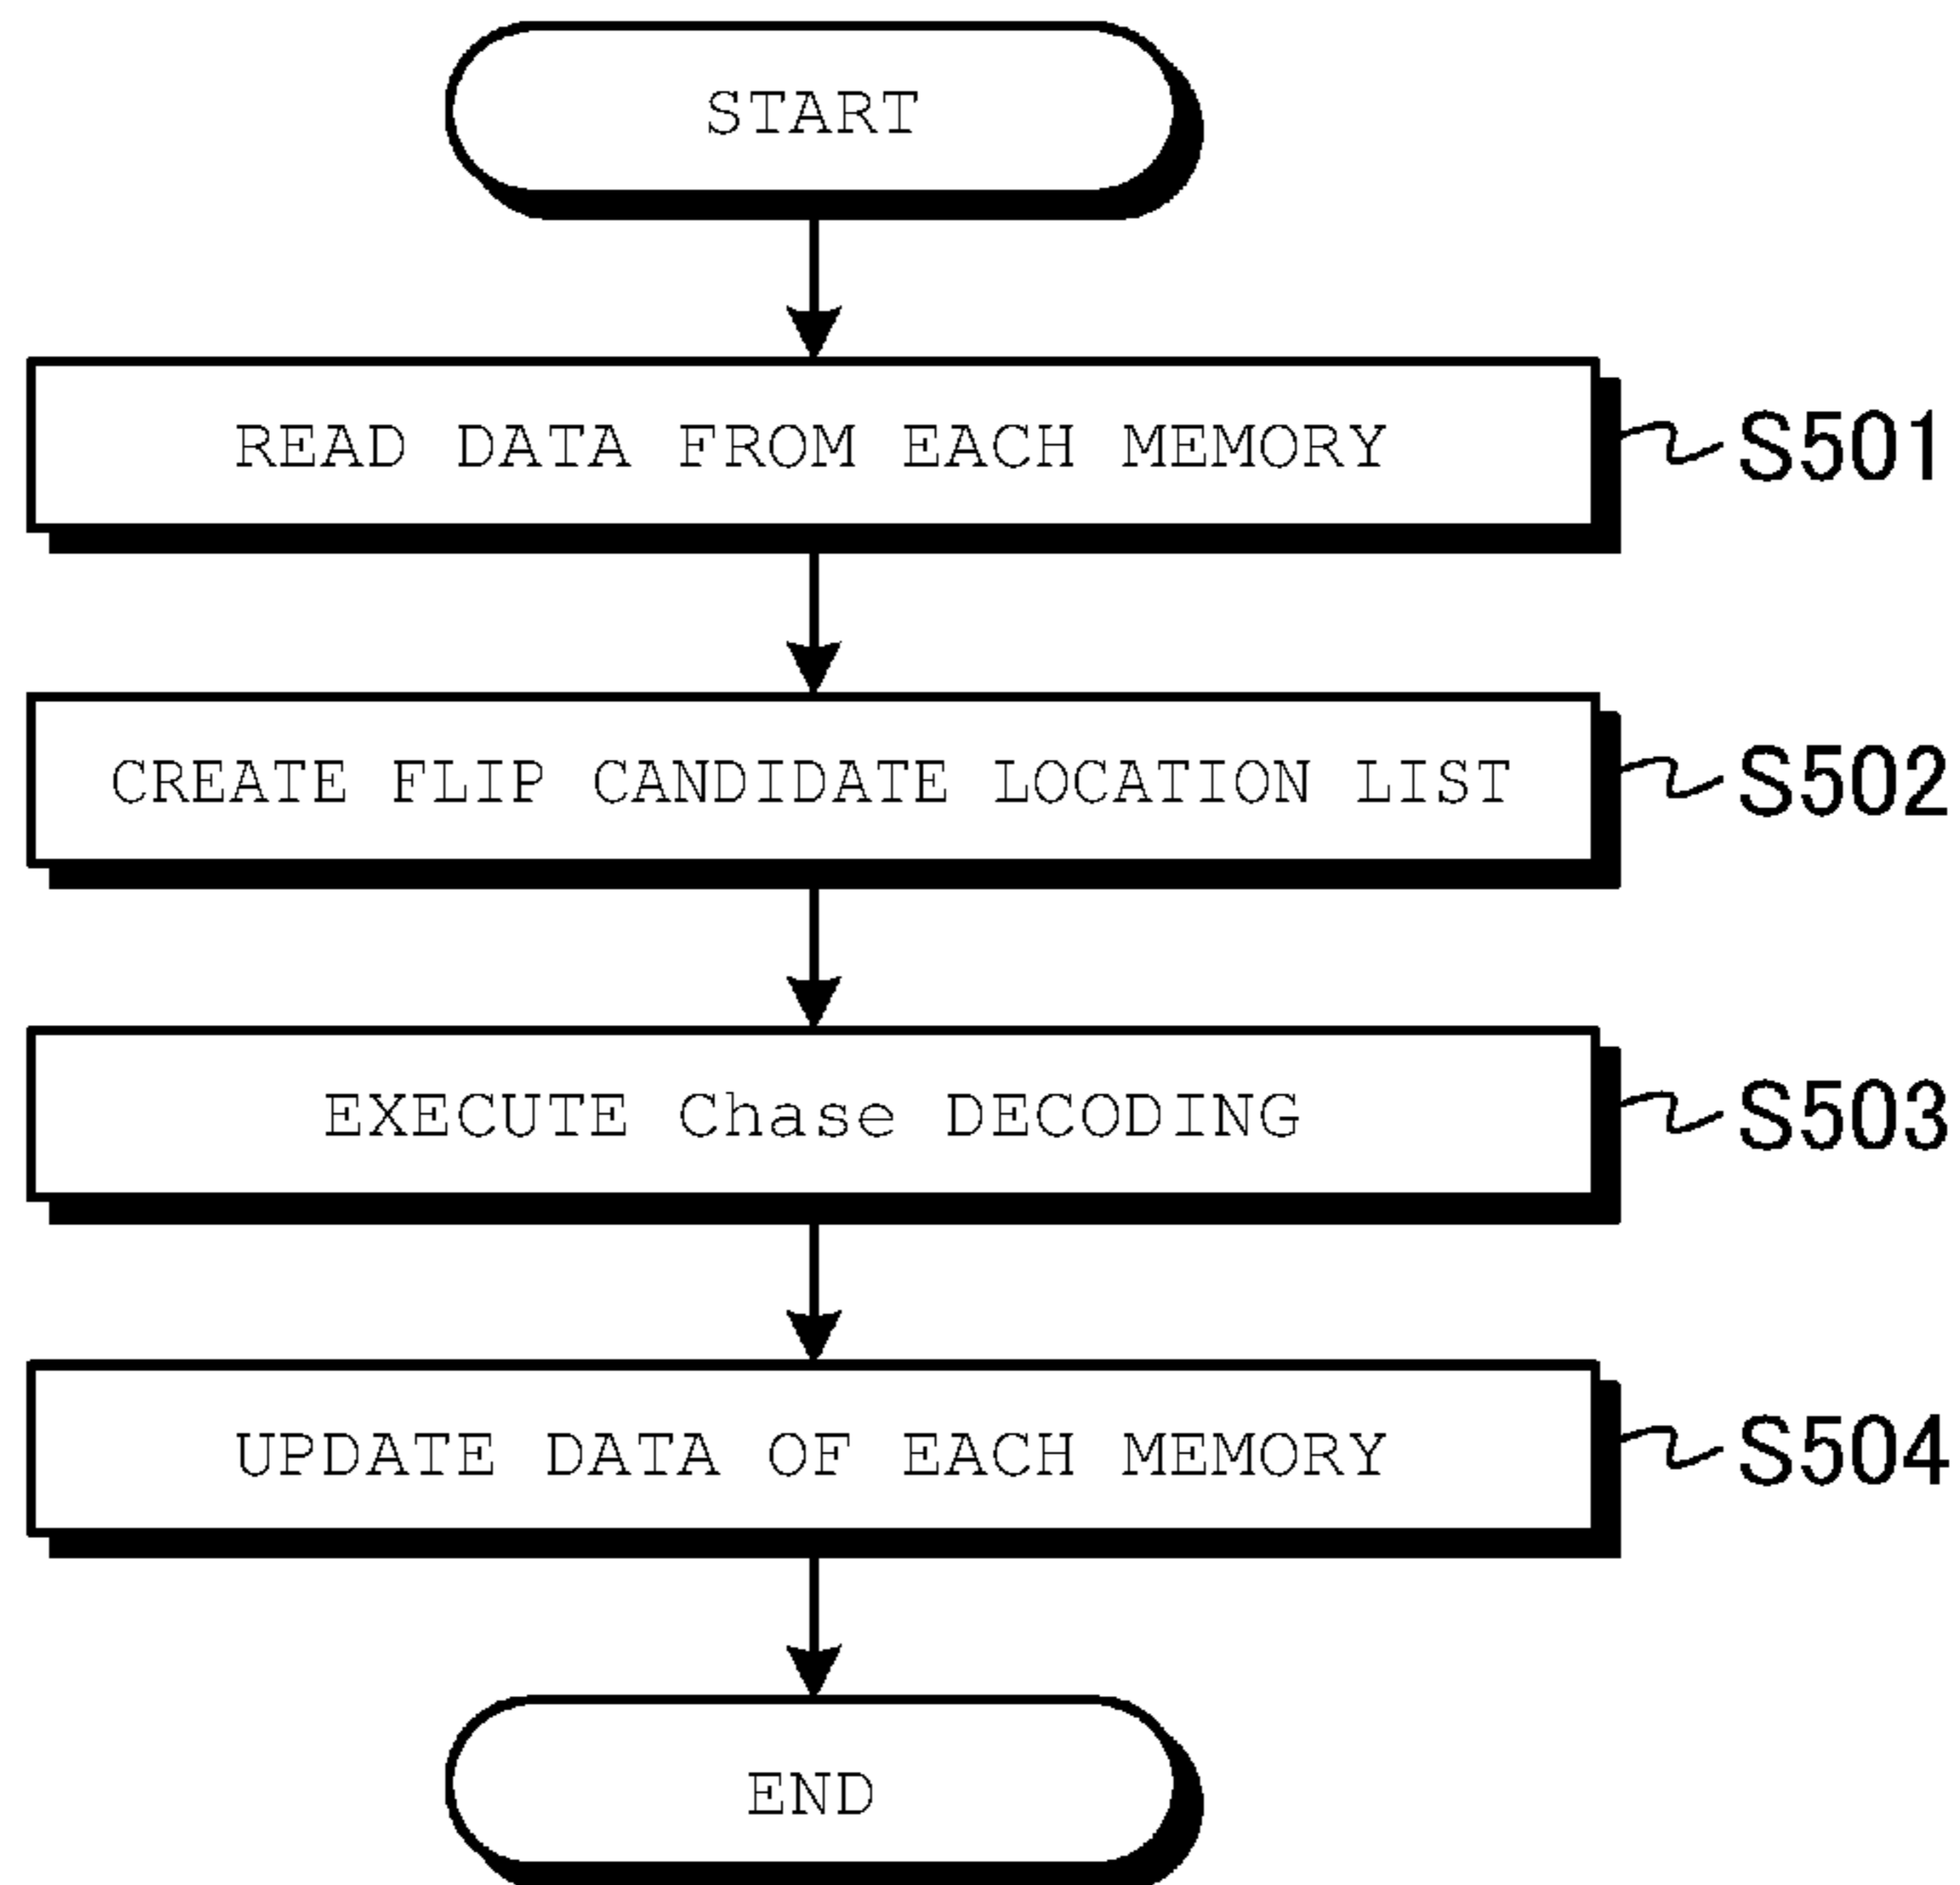 START
READ DATA FROM EACH MEMORY
S501
CREATE FLIP CANDIDATE LOCATION LIST
S502
EXECUTE Chase DECODING
S503
UPDATE DATA OF EACH MEMORY
S504
END